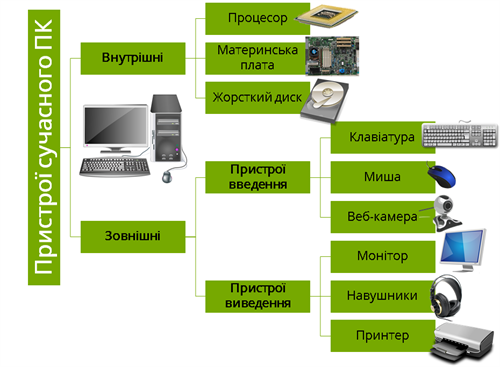 Пристрої сучасного ПК
Внутрішні
Процесор
Материнська
плата
Жорсткий диск
Зовнішні
Пристрої
введення
Клавіатура
Миша
Веб-камера
Пристрої
виведення
Монітор
Навушники
Принтер